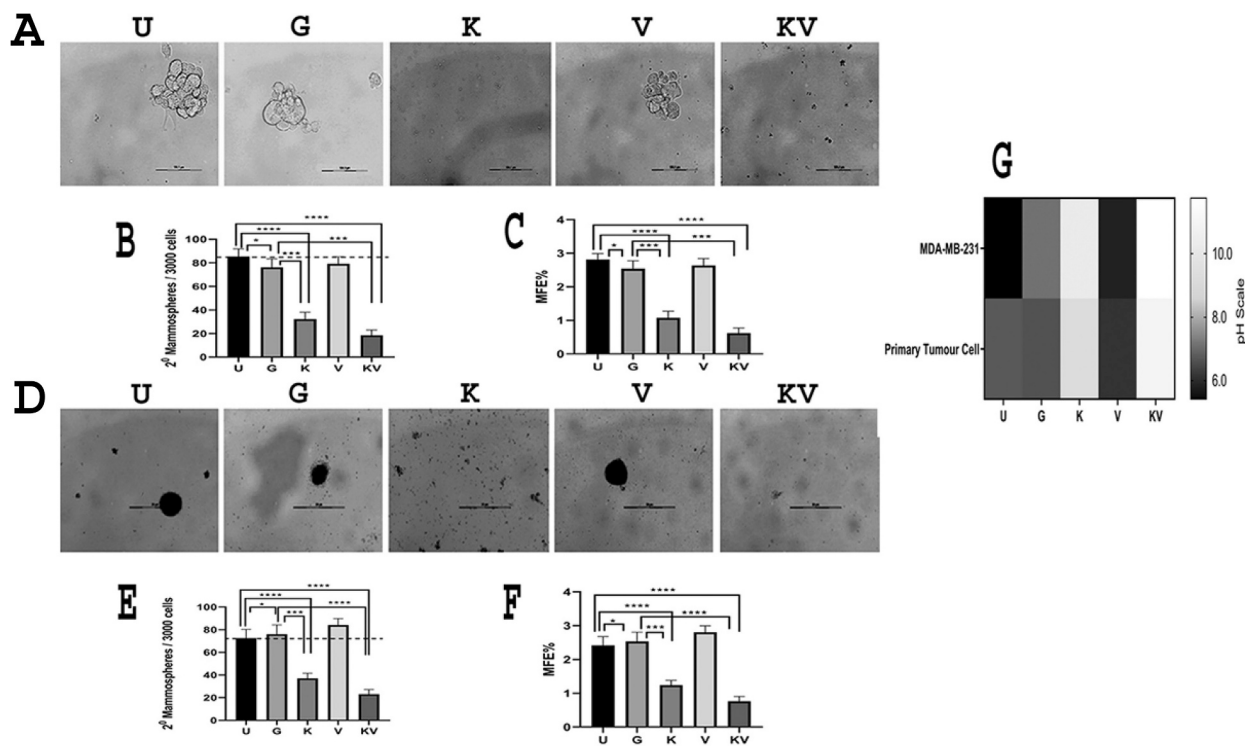 A
U G K V KV
B
2⁰ Mammospheres / 3000 cells
100
80
60
40
20
0
****
****
* *** ***
U G K V KV
C
MFE%
4
3
2
1
0
****
****
* *** ***
U G K V KV
G
MDA-MB-231
Primary Tumour Cell
U G K V KV
10.0
8.0
6.0
pH Scale
D
U G K V KV
E
2⁰ Mammospheres / 3000 cells
100
80
60
40
20
0
****
****
* *** ****
U G K V KV
F
MFE%
4
3
2
1
0
****
**** ****
* ***
U G K V KV